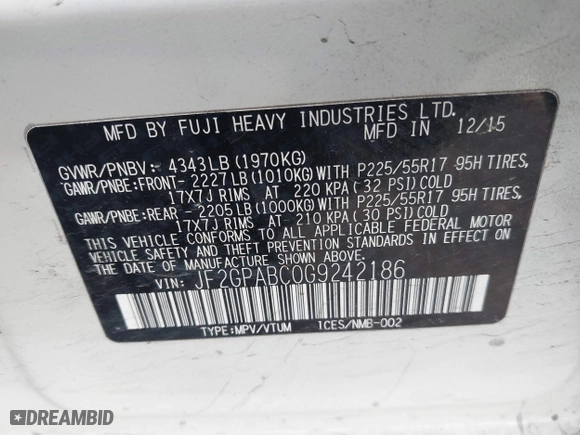 MFD BY FUJI HEAVY INDUSTRIES LTD.
MFD IN 12/15
GVWR/PNBV: 4343LB (1970KG)
GAWR/PNBE:FRONT-2227LB(1010KG)WITH P225/55R17 95H TIRES,
17X7J RIMS AT 220 KPA (32 PSI)COLD
GAWR/PNBE:REAR -2205LB(1000KG)WITH P225/55R17 95H TIRES,
17X7J RIMS AT 210 KPA (30 PSI)COLD
THIS VEHICLE CONFORMS TO ALL APPLICABLE FEDERAL MOTOR
VEHICLE SAFETY AND THEFT PREVENTION STANDARDS IN EFFECT
ON THE DATE OF MANUFACTURE SHOWN ABOVE.
VIN: JF2GPABC0G9242186
TYPE:MPV/VTUM ICES/NMB-002
DREAMBID